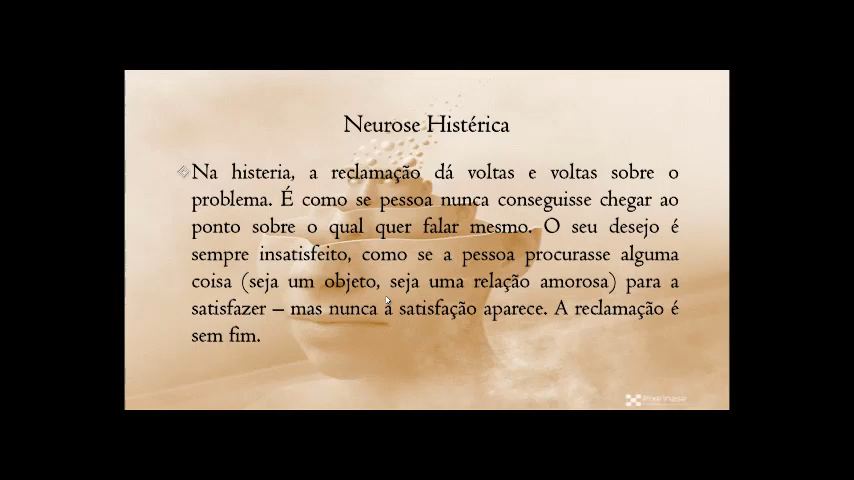 Neurose Histérica
Na histeria, a reclamação dá voltas e voltas sobre o
problema. É como se pessoa nunca conseguisse chegar ao
ponto sobre o qual quer falar mesmo. O seu desejo é
sempre insatisfeito, como se a pessoa procurasse alguma
coisa (seja um objeto, seja uma relação amorosa) para a
satisfazer – mas nunca a satisfação aparece. A reclamação é
sem fim.